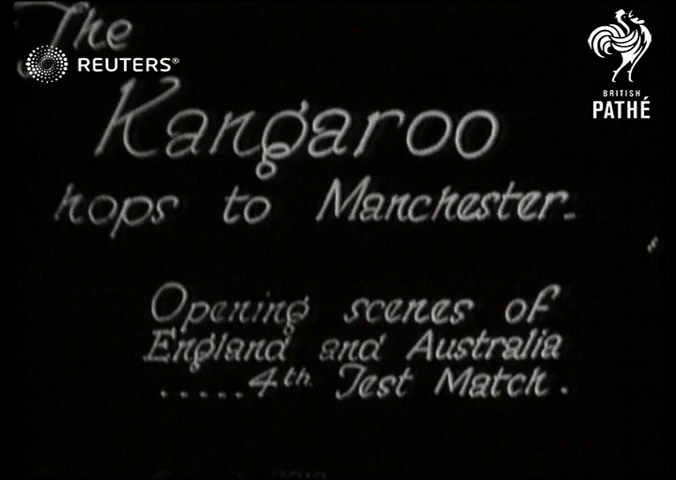 The
REUTERS®
BRITISH
PATHÉ
Kangaroo
hops to Manchester.
Opening scenes of
England and Australia
.....4th. Test Match.